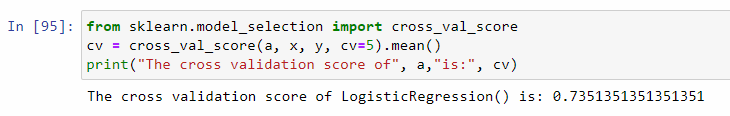 In [95]: from sklearn.model_selection import cross_val_score
cv = cross_val_score(a, x, y, cv=5).mean()
print("The cross validation score of", a,"is:", cv)
The cross validation score of LogisticRegression() is: 0.7351351351351351